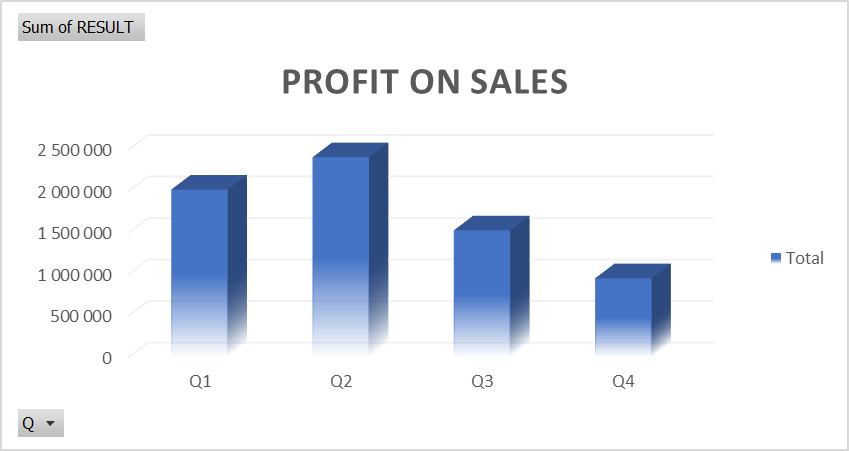 Sum of RESULT
PROFIT ON SALES
2 500 000
2 000 000
1 500 000
1 000 000
500 000
0
Q1 Q2 Q3 Q4
Total
Q